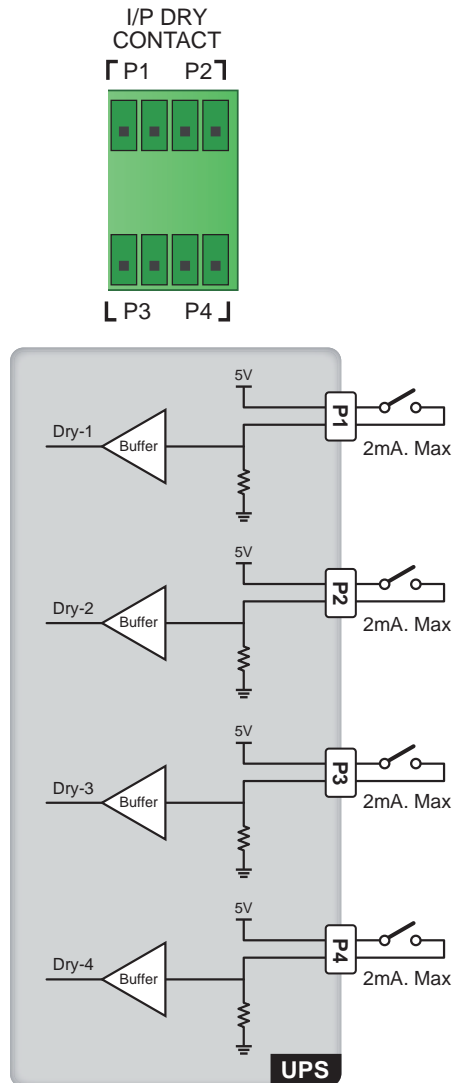 I/P DRY
CONTACT
P1 P2
P3 P4
5V
Dry-1
Buffer
P1
2mA. Max
5V
Dry-2
Buffer
P2
2mA. Max
5V
Dry-3
Buffer
P3
2mA. Max
5V
Dry-4
Buffer
P4
2mA. Max
UPS